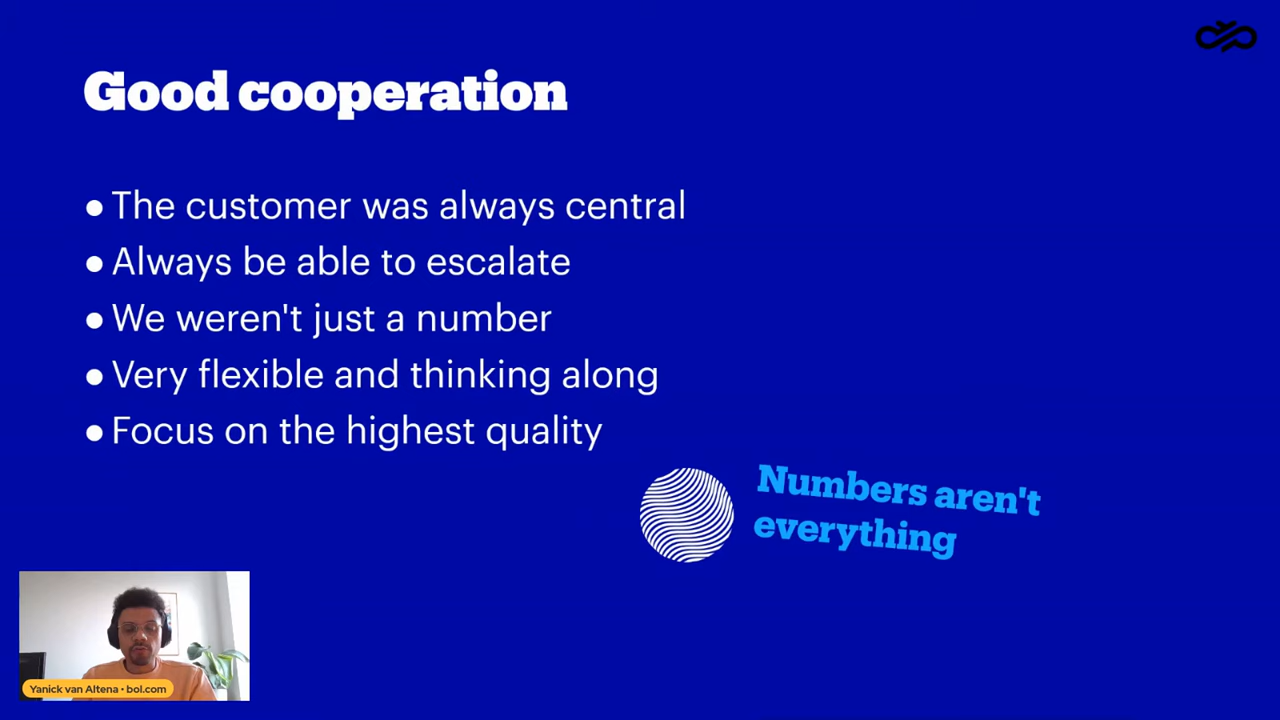 Good cooperation
● The customer was always central
● Always be able to escalate
● We weren't just a number
● Very flexible and thinking along
● Focus on the highest quality
Numbers aren't
everything
Yanick van Altena • bol.com